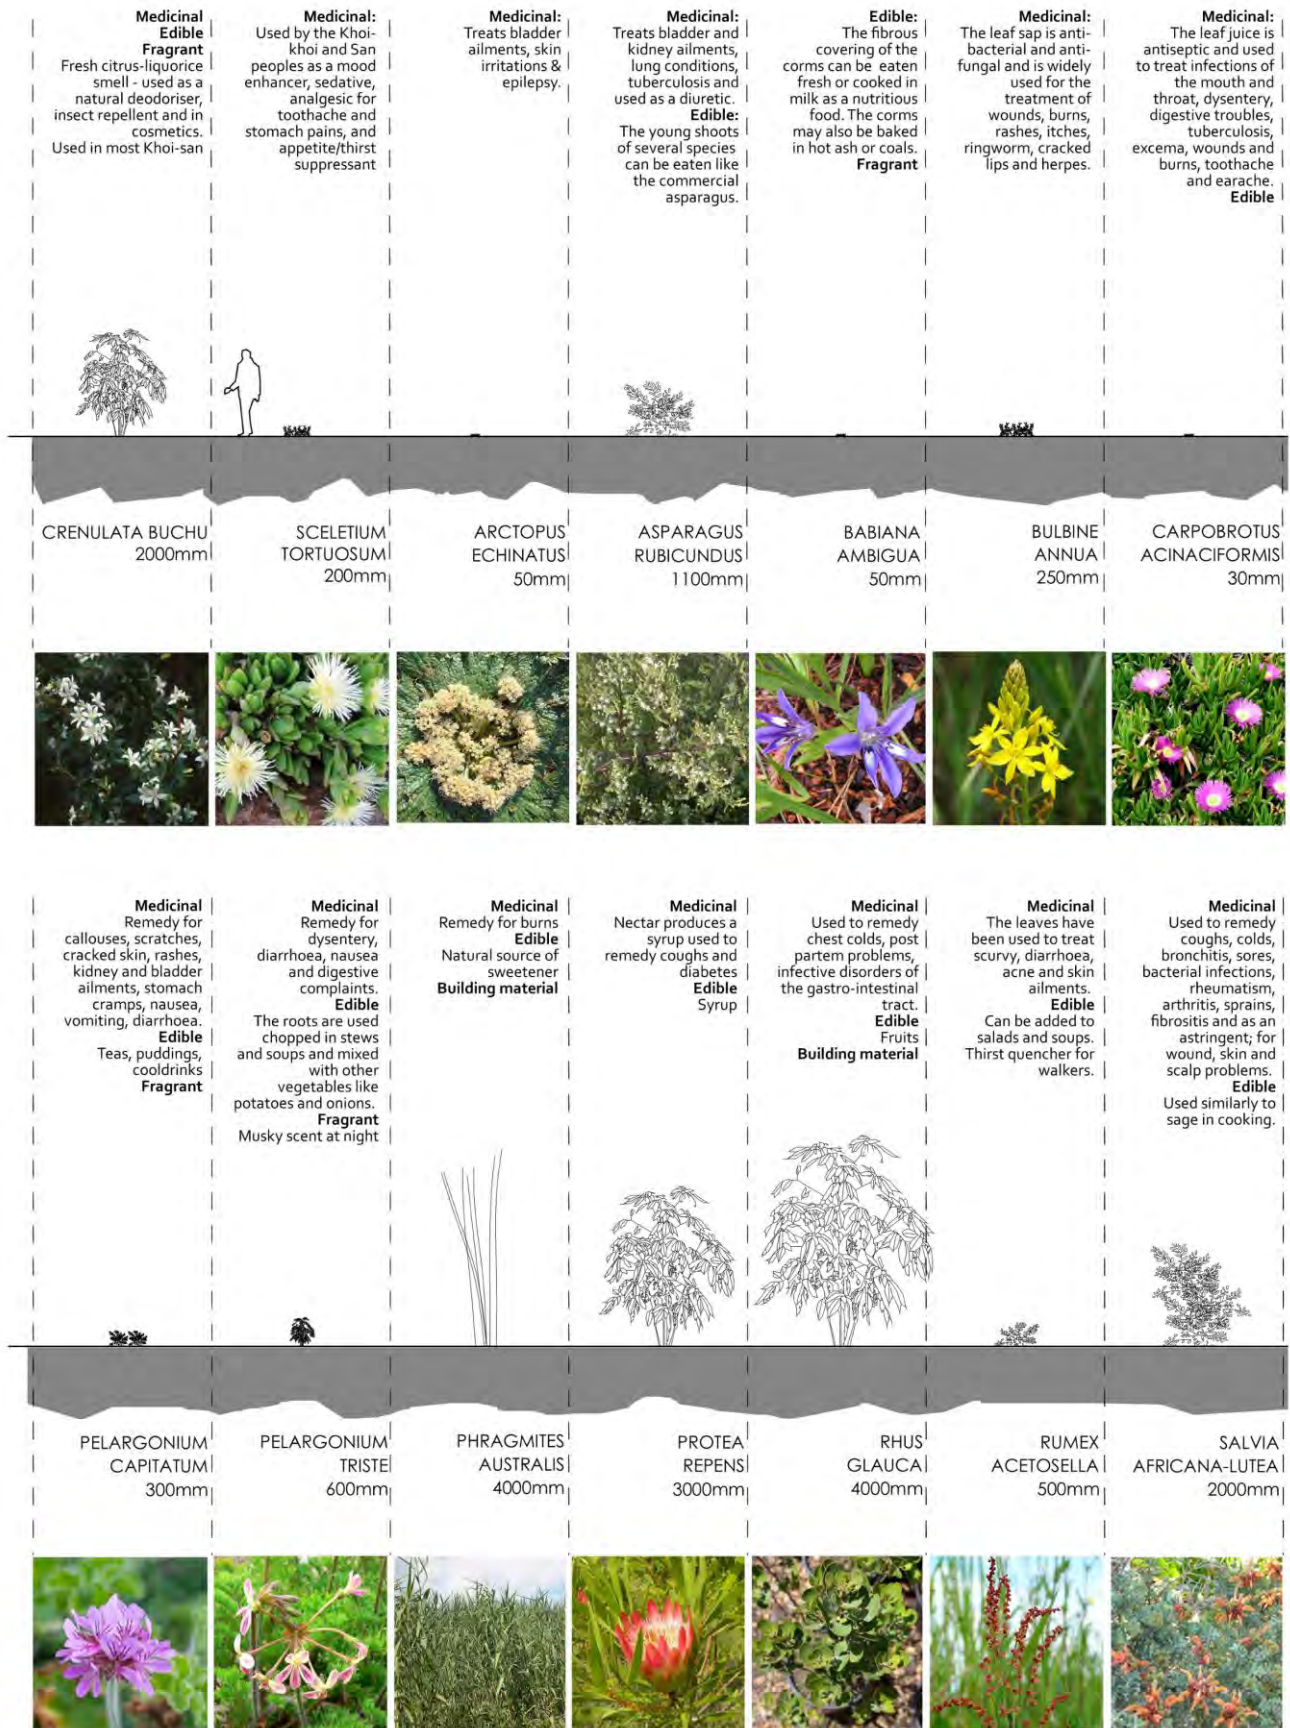 Medicinal
Edible
Fragrant
Fresh citrus-liquorice
smell - used as a
natural deodoriser,
insect repellent and in
cosmetics.
Used in most Khoi-san
Medicinal:
Used by the Khoi-
khoi and San
peoples as a mood
enhancer, sedative,
analgesic for
toothache and
stomach pains, and
appetite/thirst
suppressant
Medicinal:
Treats bladder
ailments, skin
irritations &
epilepsy.
Medicinal:
Treats bladder and
kidney ailments,
lung conditions,
tuberculosis and
used as a diuretic.
Edible:
The young shoots
of several species
can be eaten like
the commercial
asparagus.
Edible:
The fibrous
covering of the
corms can be eaten
fresh or cooked in
milk as a nutritious
food. The corms
may also be baked
in hot ash or coals.
Fragrant
Medicinal:
The leaf sap is anti-
bacterial and anti-
fungal and is widely
used for the
treatment of
wounds, burns,
rashes, itches,
ringworm, cracked
lips and herpes.
Medicinal:
The leaf juice is
antiseptic and used
to treat infections of
the mouth and
throat, dysentery,
digestive troubles,
tuberculosis,
excema, wounds and
burns, toothache
and earache.
Edible
CRENULATA BUCHU
2000mm
SCELETIUM
TORTUOSUM
200mm
ARCTOPUS
ECHINATUS
50mm
ASPARAGUS
RUBICUNDUS
1100mm
BABIANA
AMBIGUA
50mm
BULBINE
ANNUA
250mm
CARPOBROTUS
ACINACIFORMIS
30mm
Medicinal
Remedy for
callouses, scratches,
cracked skin, rashes,
kidney and bladder
ailments, stomach
cramps, nausea,
vomiting, diarrhoea.
Edible
Teas, puddings,
cooldrinks
Fragrant
Medicinal
Remedy for
dysentery,
diarrhoea, nausea
and digestive
complaints.
Edible
The roots are used
chopped in stews
and soups and mixed
with other
vegetables like
potatoes and onions.
Fragrant
Musky scent at night
Medicinal
Remedy for burns
Edible
Natural source of
sweetener
Building material
Medicinal
Nectar produces a
syrup used to
remedy coughs and
diabetes
Edible
Syrup
Medicinal
Used to remedy
chest colds, post
partem problems,
infective disorders of
the gastro-intestinal
tract.
Edible
Fruits
Building material
Medicinal
The leaves have
been used to treat
scurvy, diarrhoea,
acne and skin
ailments.
Edible
Can be added to
salads and soups.
Thirst quencher for
walkers.
Medicinal
Used to remedy
coughs, colds,
bronchitis, sores,
bacterial infections,
rheumatism,
arthritis, sprains,
fibrositis and as an
astringent; for
wound, skin and
scalp problems.
Edible
Used similarly to
sage in cooking.
PELARGONIUM
CAPITATUM
300mm
PELARGONIUM
TRISTE
600mm
PHRAGMITES
AUSTRALIS
4000mm
PROTEA
REPENS
3000mm
RHUS
GLAUCA
4000mm
RUMEX
ACETOSELLA
500mm
SALVIA
AFRICANA-LUTEA
2000mm